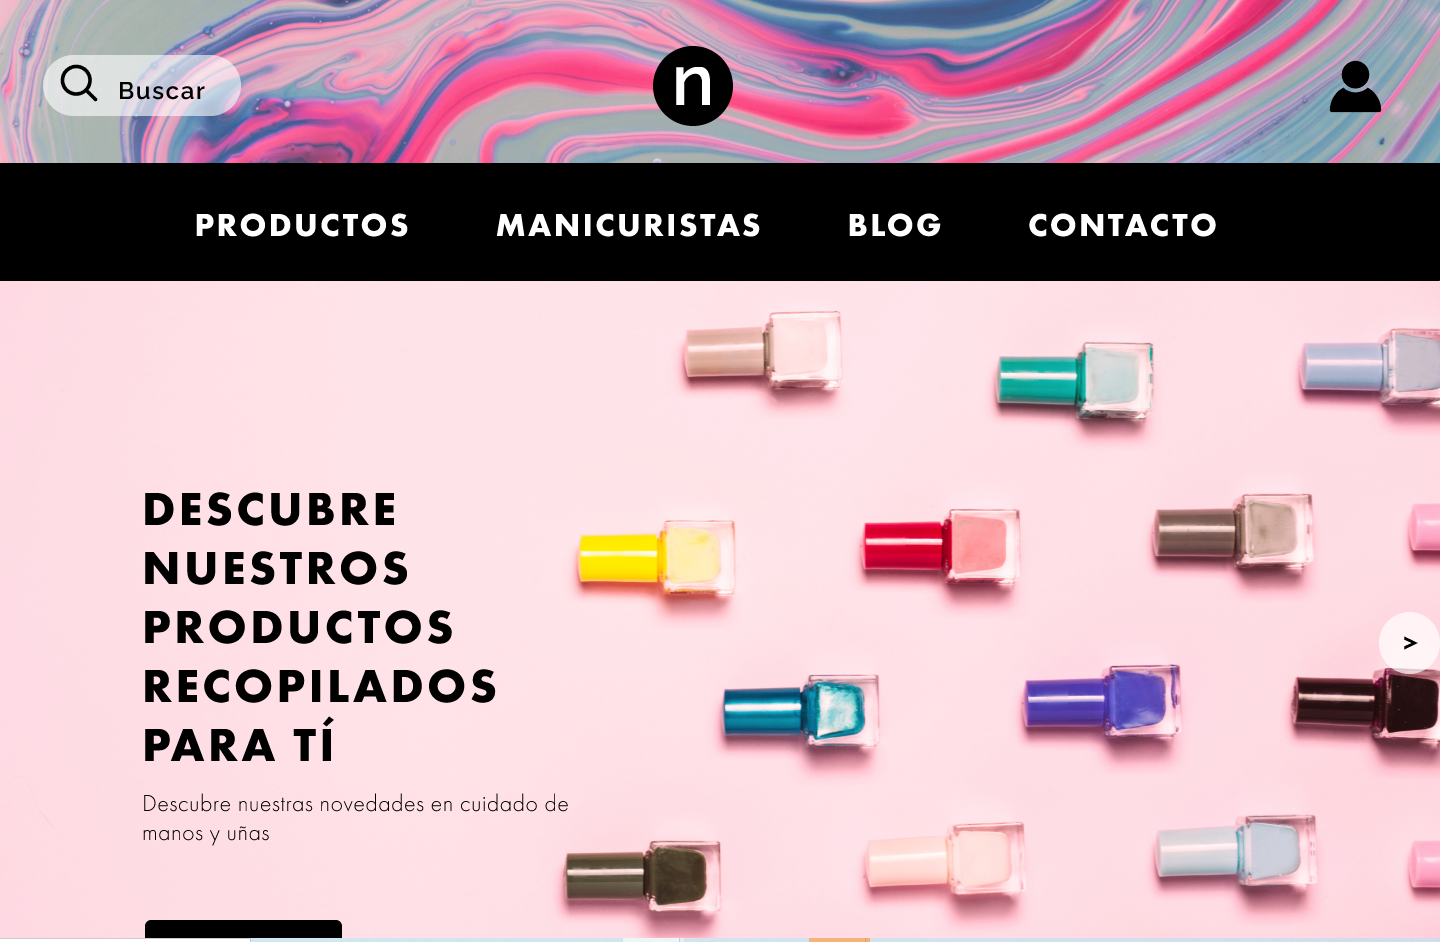 Buscar
n
PRODUCTOS MANICURISTAS BLOG CONTACTO
DESCUBRE
NUESTROS
PRODUCTOS
RECOPILADOS
PARA TÍ
>
Descubre nuestras novedades en cuidado de
manos y uñas